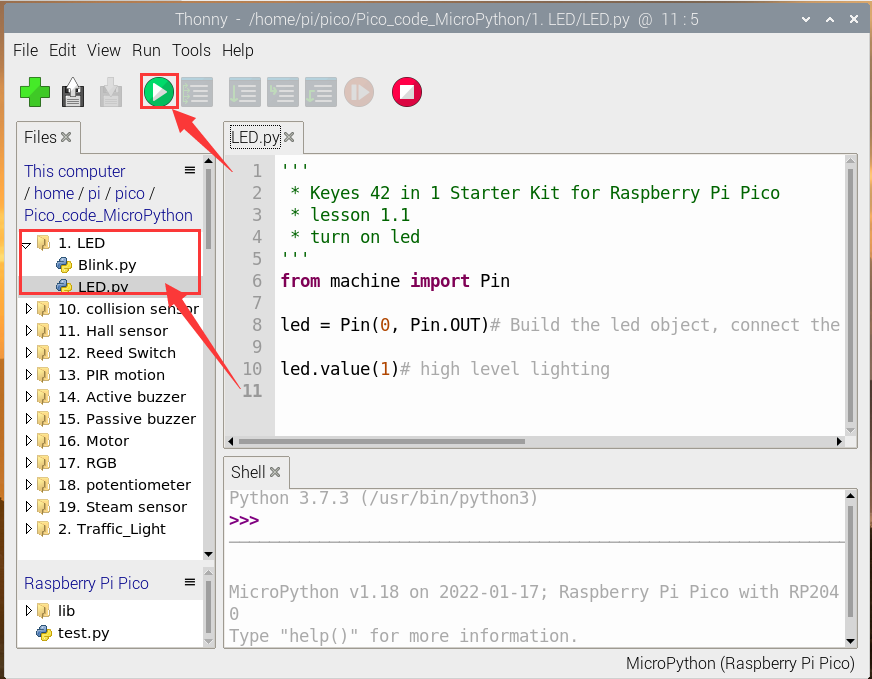 Thonny - /home/pi/pico/Pico_code_MicroPython/1. LED/LED.py @ 11 : 5
File Edit View Run Tools Help
Files
This computer
/ home / pi / pico /
Pico_code_MicroPython
1. LED
Blink.py
LED.py
10. collision sensor
11. Hall sensor
12. Reed Switch
13. PIR motion
14. Active buzzer
15. Passive buzzer
16. Motor
17. RGB
18. potentiometer
19. Steam sensor
2. Traffic_Light
Raspberry Pi Pico
lib
test.py
LED.py
1 '''
2 * Keyes 42 in 1 Starter Kit for Raspberry Pi Pico
3 * lesson 1.1
4 * turn on led
5 '''
6 from machine import Pin
7
8 led = Pin(0, Pin.OUT)# Build the led object, connect the
9
10 led.value(1)# high level lighting
11
Shell
Python 3.7.3 (/usr/bin/python3)
>>>
MicroPython v1.18 on 2022-01-17; Raspberry Pi Pico with RP204
0
Type "help()" for more information.
MicroPython (Raspberry Pi Pico)